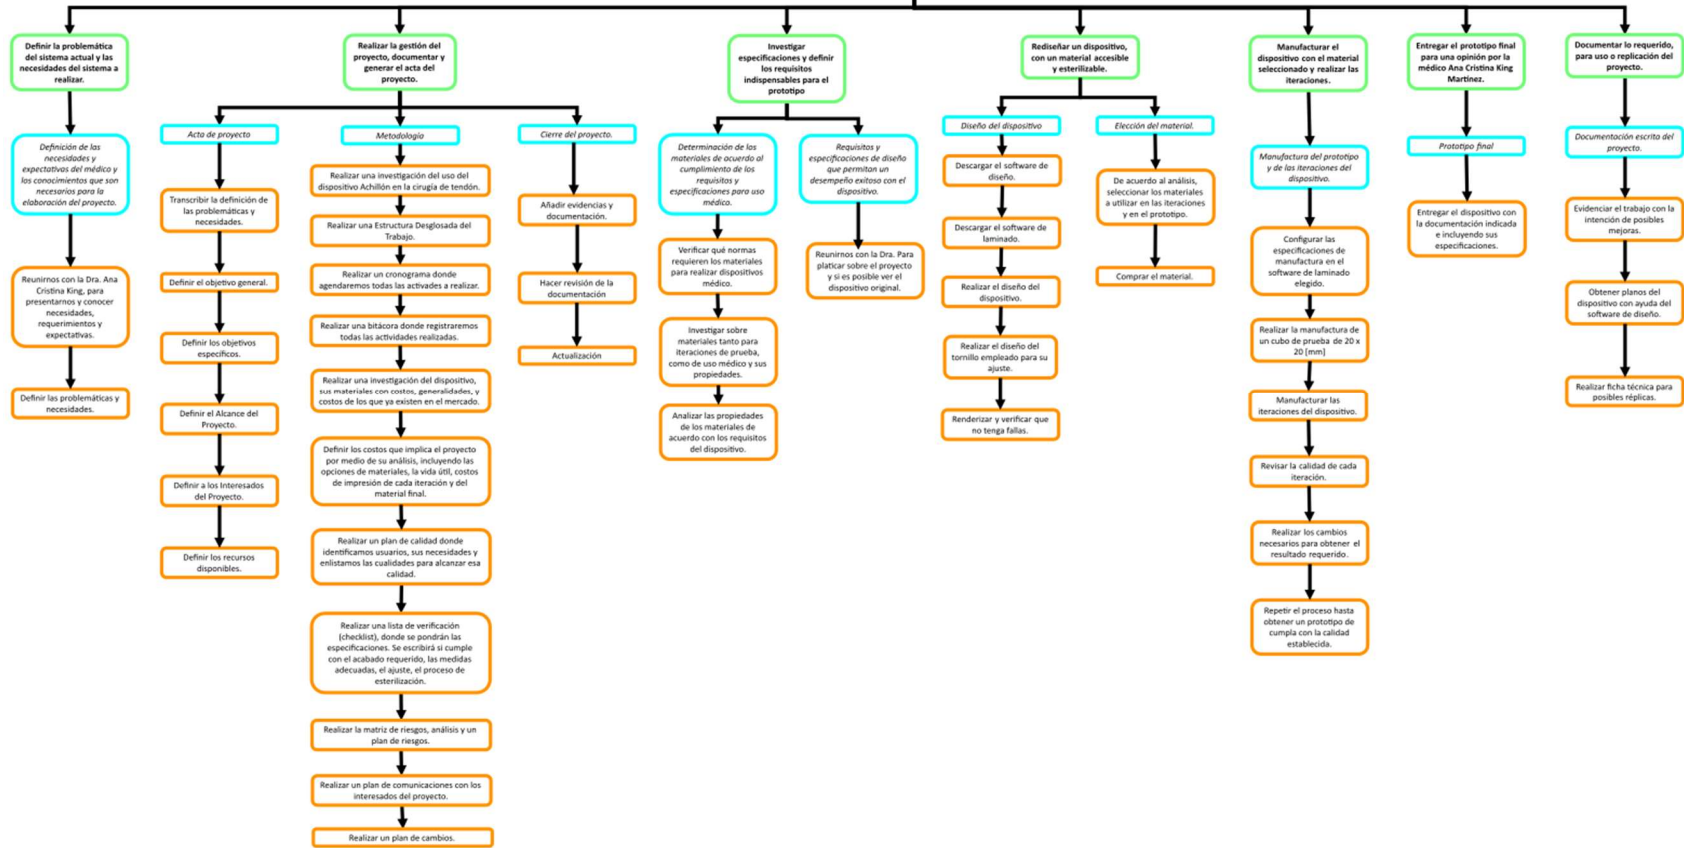 Definir la problemática
del sistema actual y las
necesidades del sistema a
realizar.
Definición de las
necesidades y
expectativas del médico y
los conocimientos que son
necesarios para la
elaboración del proyecto.
Reunirnos con la Dra. Ana
Cristina King, para
presentarnos y conocer
necesidades,
requerimientos y
expectativas.
Definir las problemáticas y
necesidades.
Realizar la gestión del
proyecto, documentar y
generar el acta del
proyecto.
Acta de proyecto
Transcribir la definición de
las problemáticas y
necesidades.
Definir el objetivo general.
Definir los objetivos
específicos.
Definir el Alcance del
Proyecto.
Definir a los Interesados
del Proyecto.
Definir los recursos
disponibles.
Metodología
Realizar una investigación del uso del
dispositivo Achillón en la cirugía de tendón.
Realizar una Estructura Desglosada del
Trabajo.
Realizar un cronograma donde
agendaremos todas las activades a realizar.
Realizar una bitácora donde registraremos
todas las actividades realizadas.
Realizar una investigación del dispositivo,
sus materiales con costos, generalidades, y
costos de los que ya existen en el mercado.
Definir los costos que implica el proyecto
por medio de su análisis, incluyendo las
opciones de materiales, la vida útil, costos
de impresión de cada iteración y del
material final.
Realizar un plan de calidad donde
identificamos usuarios, sus necesidades y
enlistamos las cualidades para alcanzar esa
calidad.
Realizar una lista de verificación
(checklist), donde se pondrán las
especificaciones. Se escribirá si cumple
con el acabado requerido, las medidas
adecuadas, el ajuste, el proceso de
esterilización.
Realizar la matriz de riesgos, análisis y un
plan de riesgos.
Realizar un plan de comunicaciones con los
interesados del proyecto.
Realizar un plan de cambios.
Cierre del proyecto.
Añadir evidencias y
documentación.
Hacer revisión de la
documentación
Actualización
Investigar
especificaciones y definir
los requisitos
indispensables para el
prototipo
Determinación de los
materiales de acuerdo al
cumplimiento de los
requisitos y
especificaciones para uso
médico.
Verificar qué normas
requieren los materiales
para realizar dispositivos
médico.
Investigar sobre
materiales tanto para
iteraciones de prueba,
como de uso médico y sus
propiedades.
Analizar las propiedades
de los materiales de
acuerdo con los requisitos
del dispositivo.
Requisitos y
especificaciones de diseño
que permitan un
desempeño exitoso con el
dispositivo.
Reunirnos con la Dra. Para
platicar sobre el proyecto
y si es posible ver el
dispositivo original.
Rediseñar un dispositivo,
con un material accesible
y esterilizable.
Diseño del dispositivo
Descargar el software de
diseño.
Descargar el software de
laminado.
Realizar el diseño del
dispositivo.
Realizar el diseño del
tornillo empleado para su
ajuste.
Renderizar y verificar que
no tenga fallas.
Elección del material.
De acuerdo al análisis,
seleccionar los materiales
a utilizar en las iteraciones
y en el prototipo.
Comprar el material.
Manufacturar el
dispositivo con el material
seleccionado y realizar las
iteraciones.
Manufactura del prototipo
y de las iteraciones del
dispositivo.
Configurar las
especificaciones de
manufactura en el
software de laminado
elegido.
Realizar la manufactura de
un cubo de prueba de 20 x
20 [mm]
Manufacturar las
iteraciones del dispositivo.
Revisar la calidad de cada
iteración.
Realizar los cambios
necesarios para obtener el
resultado requerido.
Repetir el proceso hasta
obtener un prototipo de
cumpla con la calidad
establecida.
Entregar el prototipo final
para una opinión por la
médico Ana Cristina King
Martínez.
Prototipo final
Entregar el dispositivo con
la documentación indicada
e incluyendo sus
especificaciones.
Documentar lo requerido,
para uso o replicación del
proyecto.
Documentación escrito del
proyecto.
Evidenciar el trabajo con la
intención de posibles
mejoras.
Obtener planos del
dispositivo con ayuda del
software de diseño.
Realizar ficha técnica para
posibles réplicas.